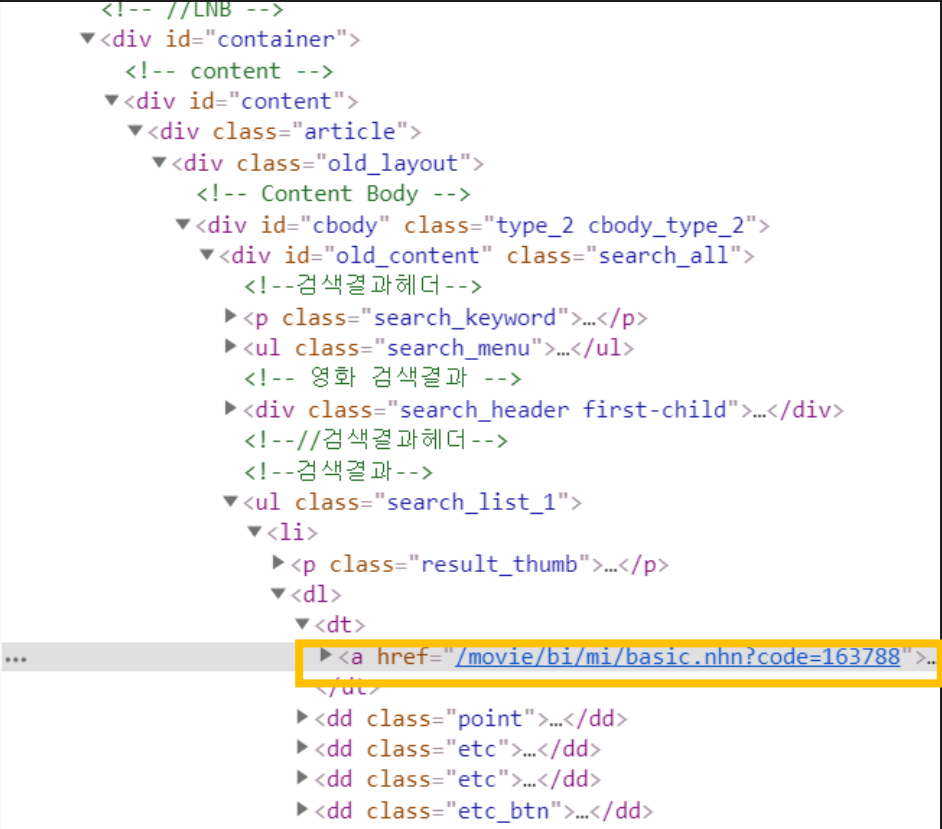 <!-- //LNB -->
▼<div id="container">
<!-- content -->
▼<div id="content">
▼<div class="article">
▼<div class="old_layout">
<!-- Content Body -->
▼<div id="cbody" class="type_2 cbody_type_2">
▼<div id="old_content" class="search_all">
<!--검색결과헤더-->
▶<p class="search_keyword">…</p>
▶<ul class="search_menu">…</ul>
<!-- 영화 검색결과 -->
▶<div class="search_header first-child">…</div>
<!--//검색결과헤더-->
<!--검색결과-->
▼<ul class="search_list_1">
▼<li>
▶<p class="result_thumb">…</p>
▼<dl>
▼<dt>
… ▶<a href="/movie/bi/mi/basic.nhn?code=163788">…
</dt>
▶<dd class="point">…</dd>
▶<dd class="etc">…</dd>
▶<dd class="etc">…</dd>
▶<dd class="etc_btn">…</dd>